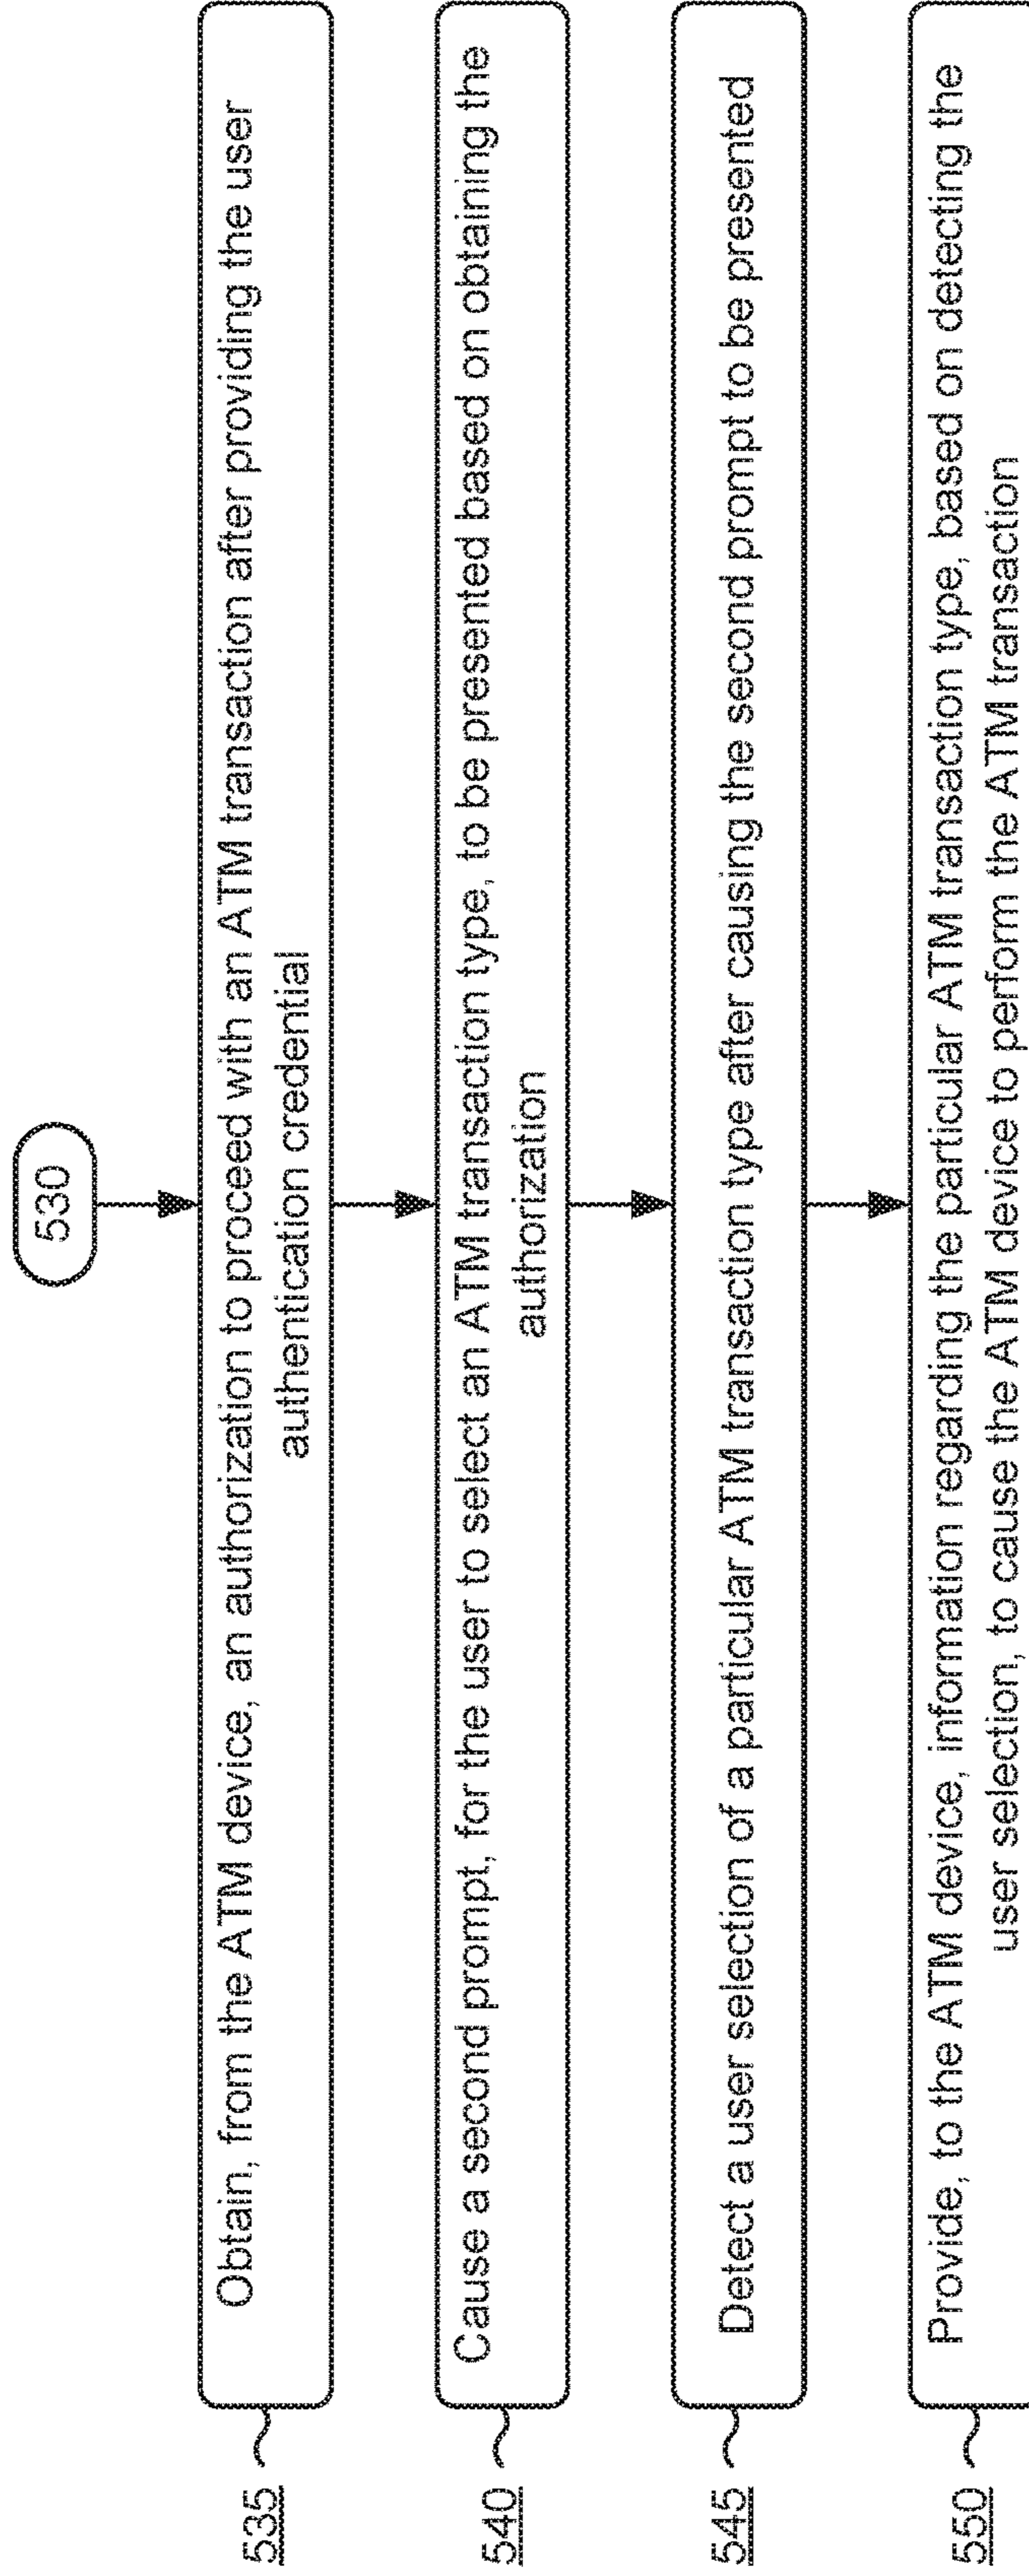 530
535
Obtain, from the ATM device, an authorization to proceed with an ATM transaction after providing the user
authentication credential
540
Cause a second prompt, for the user to select an ATM transaction type, to be presented based on obtaining the
authorization
545
Detect a user selection of a particular ATM transaction type after causing the second prompt to be presented
550
Provide, to the ATM device, information regarding the particular ATM transaction type, based on detecting the
user selection, to cause the ATM device to perform the ATM transaction